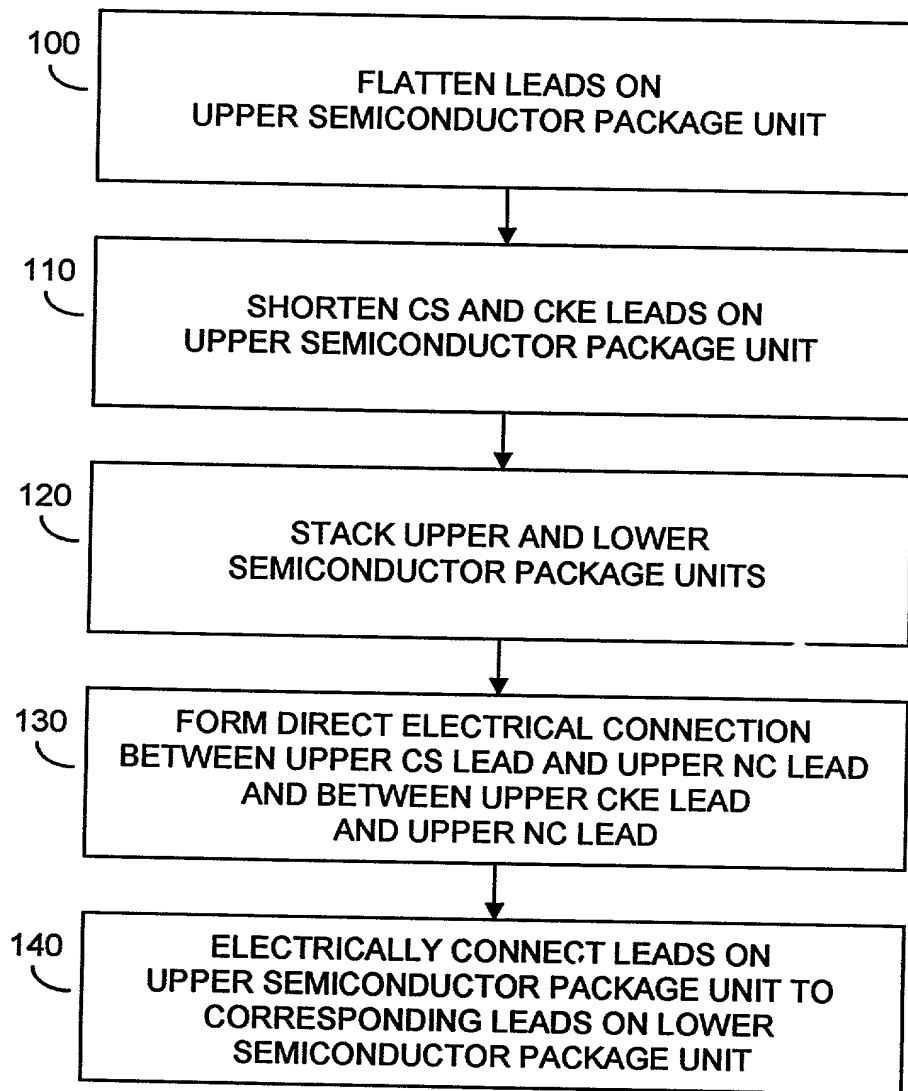 100
FLATTEN LEADS ON
UPPER SEMICONDUCTOR PACKAGE UNIT
110
SHORTEN CS AND CKE LEADS ON
UPPER SEMICONDUCTOR PACKAGE UNIT
120
STACK UPPER AND LOWER
SEMICONDUCTOR PACKAGE UNITS
130
FORM DIRECT ELECTRICAL CONNECTION
BETWEEN UPPER CS LEAD AND UPPER NC LEAD
AND BETWEEN UPPER CKE LEAD
AND UPPER NC LEAD
140
ELECTRICALLY CONNECT LEADS ON
UPPER SEMICONDUCTOR PACKAGE UNIT TO
CORRESPONDING LEADS ON LOWER
SEMICONDUCTOR PACKAGE UNIT